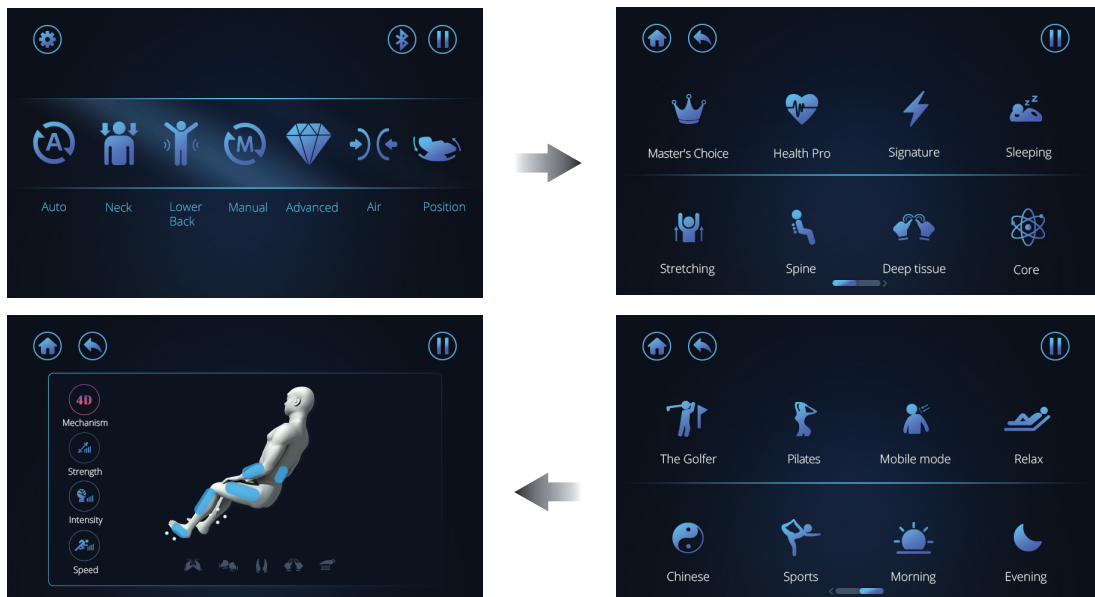 A
M
Auto
Neck
Lower
Back
Manual
Advanced
Air
Position
z z
Master's Choice
Health Pro
Signature
Sleeping
Stretching
Spine
Deep tissue
Core
4D
Mechanism
Strength
Intensity
Speed
The Golfer
Pilates
Mobile mode
Relax
Chinese
Sports
Morning
Evening